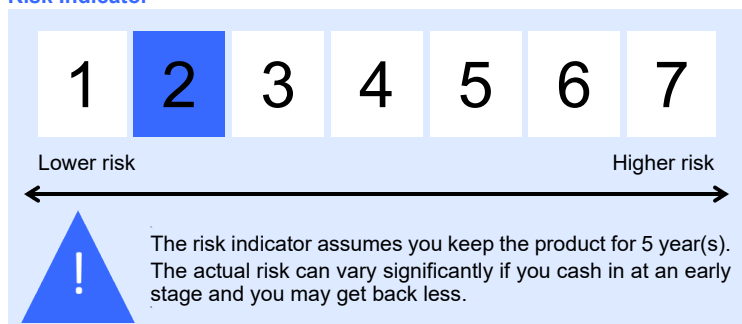 Risk Indicator
1 2 3 4 5 6 7
Lower risk Higher risk
!
The risk indicator assumes you keep the product for 5 year(s).
The actual risk can vary significantly if you cash in at an early
stage and you may get back less.